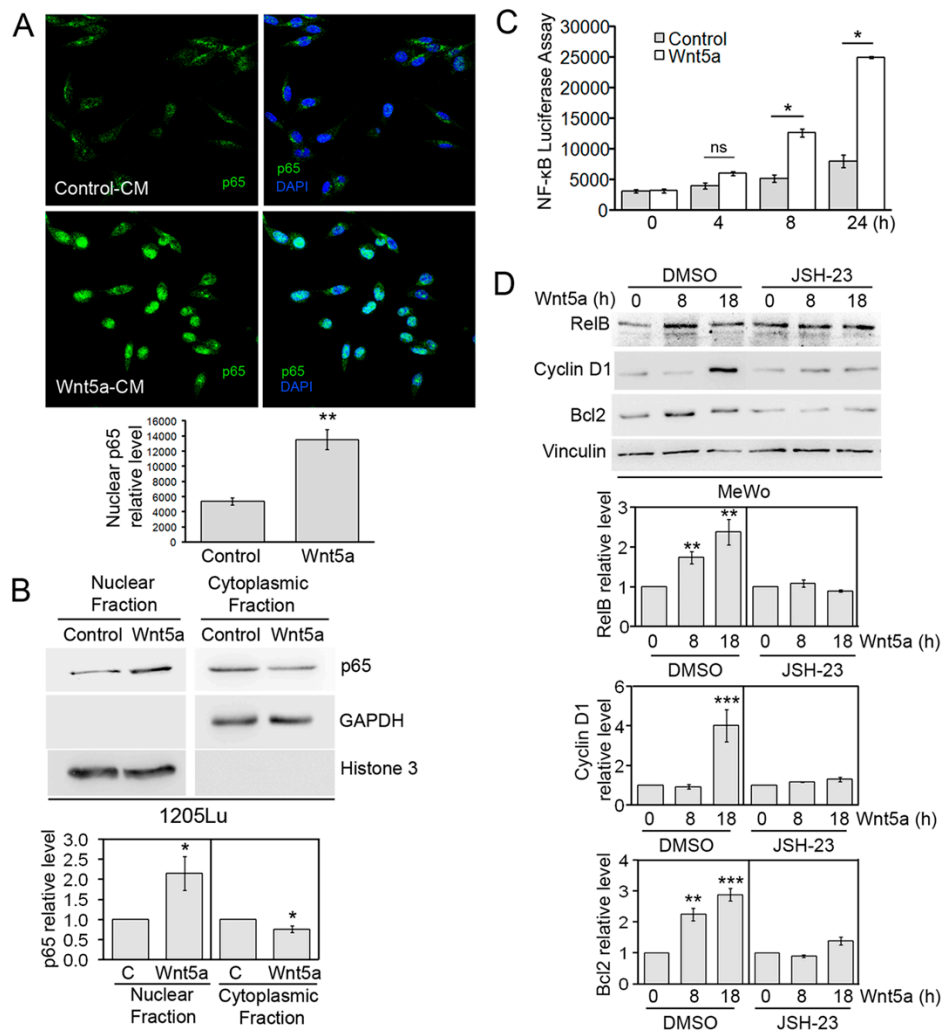 A
Control-CM
p65
p65
DAPI
Wnt5a-CM
p65
p65
DAPI
Nuclear p65
relative level
16000
14000
12000
10000
8000
6000
4000
2000
0
**
Control Wnt5a
B
Nuclear
Fraction
Cytoplasmic
Fraction
Control Wnt5a Control Wnt5a
p65
GAPDH
Histone 3
1205Lu
p65 relative level
3.0
2.5
2.0
1.5
1.0
0.5
0.0
*
*
C Wnt5a C Wnt5a
Nuclear
Fraction
Cytoplasmic
Fraction
C
NF-κB Luciferase Assay
30000
25000
20000
15000
10000
5000
0
Control
Wnt5a
ns
*
*
0 4 8 24 (h)
D
DMSO JSH-23
Wnt5a (h) 0 8 18 0 8 18
RelB
Cyclin D1
Bcl2
Vinculin
MeWo
RelB relative level
3
2
1
0
**
**
0 8 18 0 8 18 Wnt5a (h)
DMSO JSH-23
Cyclin D1
relative level
6
4
2
0
***
0 8 18 0 8 18 Wnt5a (h)
DMSO JSH-23
Bcl2 relative level
4
3
2
1
0
**
***
0 8 18 0 8 18 Wnt5a (h)
DMSO JSH-23